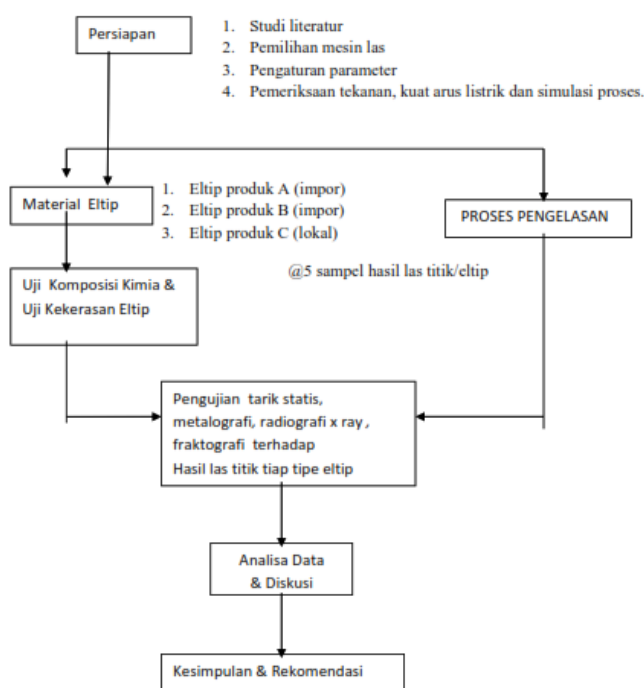 Persiapan
1. Studi literatur
2. Pemilihan mesin las
3. Pengaturan parameter
4. Pemeriksaan tekanan, kuat arus listrik dan simulasi proses.
Material Eltip
1. Eltip produk A (impor)
2. Eltip produk B (impor)
3. Eltip produk C (lokal)
PROSES PENGELASAN
@5 sampel hasil las titik/eltip
Uji Komposisi Kimia &
Uji Kekerasan Eltip
Pengujian tarik statis,
metalografi, radiografi x ray ,
fraktografi terhadap
Hasil las titik tiap tipe eltip
Analisa Data
& Diskusi
Kesimpulan & Rekomendasi